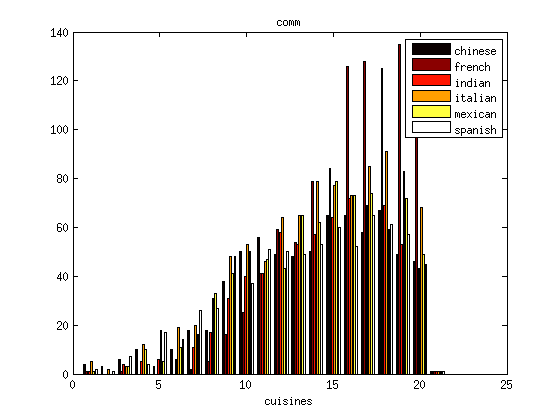 comm
140
120
100
80
60
40
20
0
0 5 10 15 20 25
cuisines
chinese
french
indian
italian
mexican
spanish